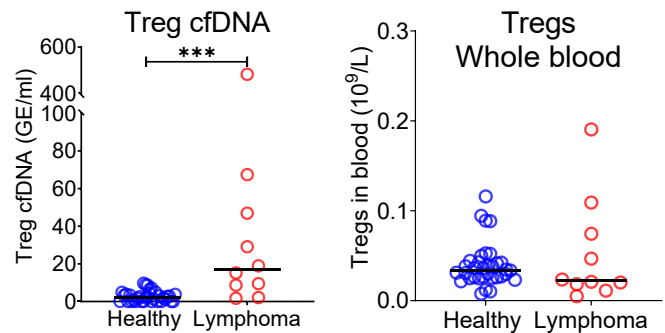 Treg cfDNA
Treg cfDNA (GE/ml)
600
400
100
80
60
40
20
0
***
Healthy
Lymphoma
Tregs
Whole blood
Tregs in blood (10⁹/L)
0.3
0.2
0.1
0.0
Healthy
Lymphoma